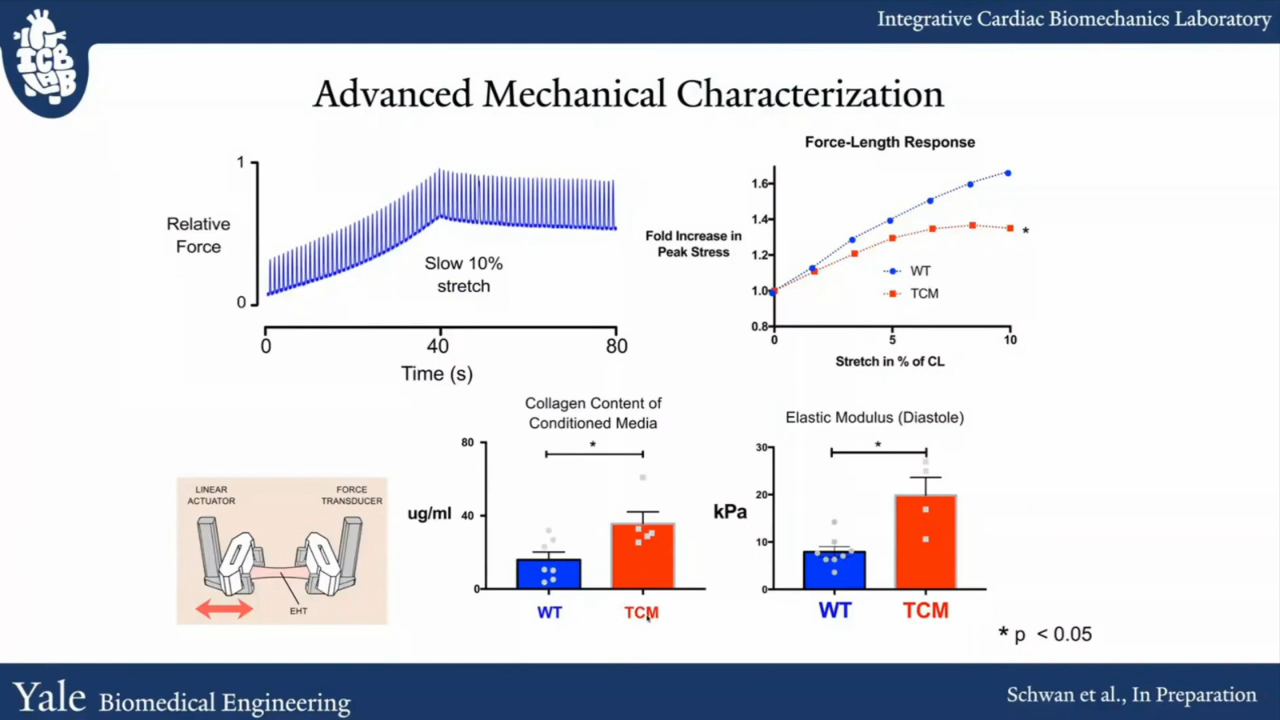 Integrative Cardiac Biomechanics Laboratory
ICB
LAB
Advanced Mechanical Characterization
1
Relative
Force
0
Slow 10%
stretch
0 40 80
Time (s)
Force-Length Response
Fold Increase in
Peak Stress
1.6
1.4
1.2
1.0
0.8
WT
TCM
*
0 5 10
Stretch in % of CL
LINEAR
ACTUATOR
FORCE
TRANSDUCER
EHT
Collagen Content of
Conditioned Media
80
40
0
ug/ml
*
WT TCM
Elastic Modulus (Diastole)
30
20
10
0
kPa
*
WT TCM
* p < 0.05
Yale Biomedical Engineering
Schwan et al., In Preparation